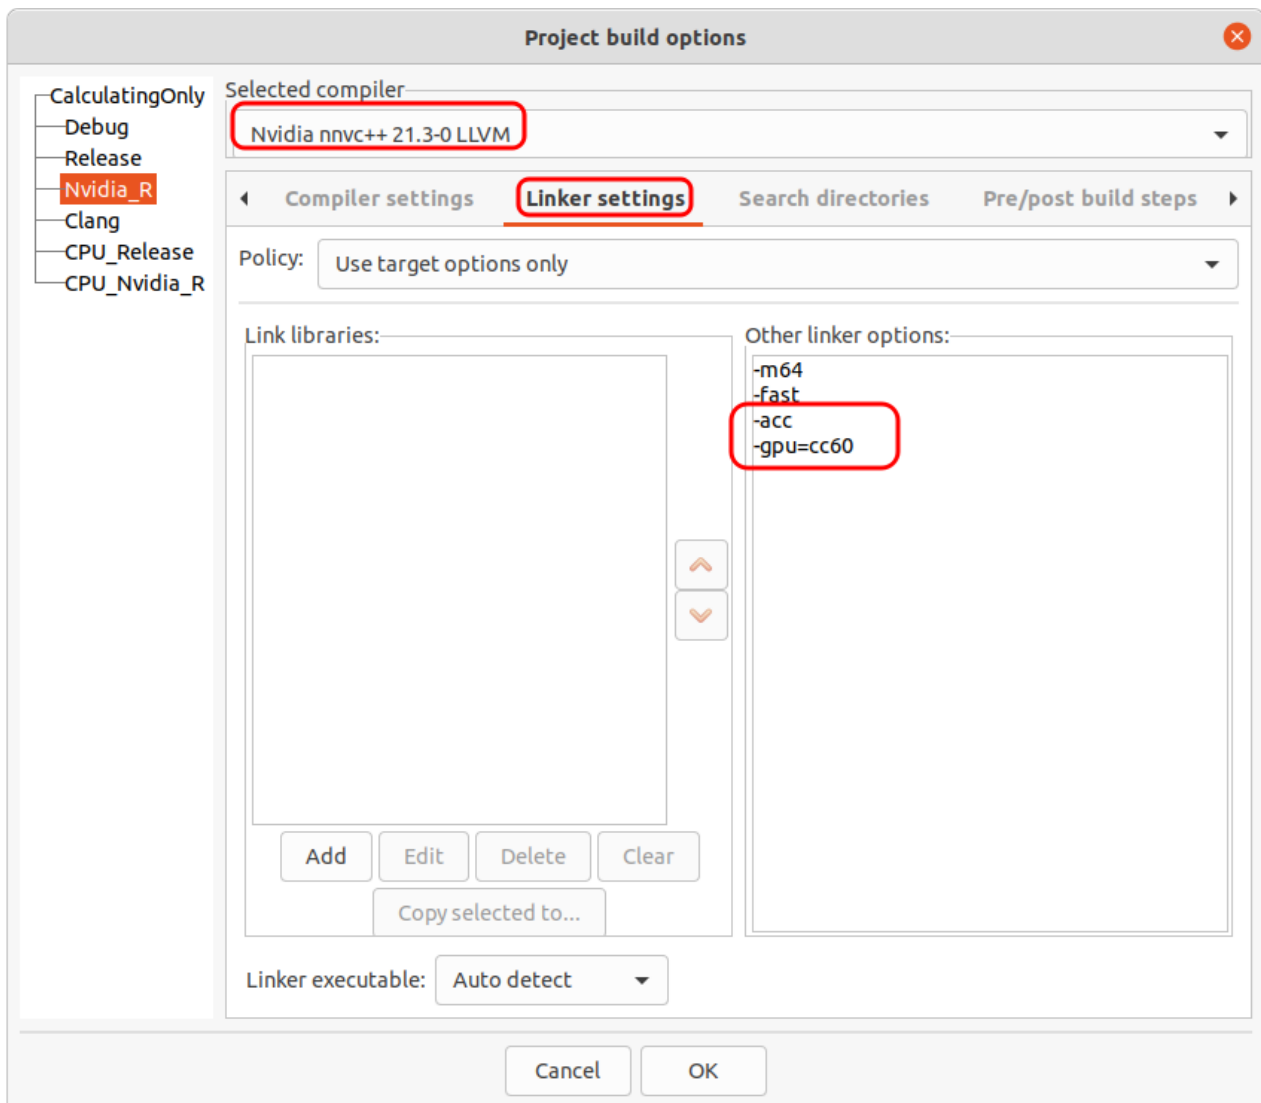 Project build options
CalculatingOnly
Debug
Release
Nvidia_R
Clang
CPU_Release
CPU_Nvidia_R
Selected compiler
Nvidia nnvc++ 21.3-0 LLVM
Compiler settings
Linker settings
Search directories
Pre/post build steps
Policy:
Use target options only
Link libraries:
Other linker options:
-m64
-fast
-acc
-gpu=cc60
Add
Edit
Delete
Clear
Copy selected to...
Linker executable:
Auto detect
Cancel
OK